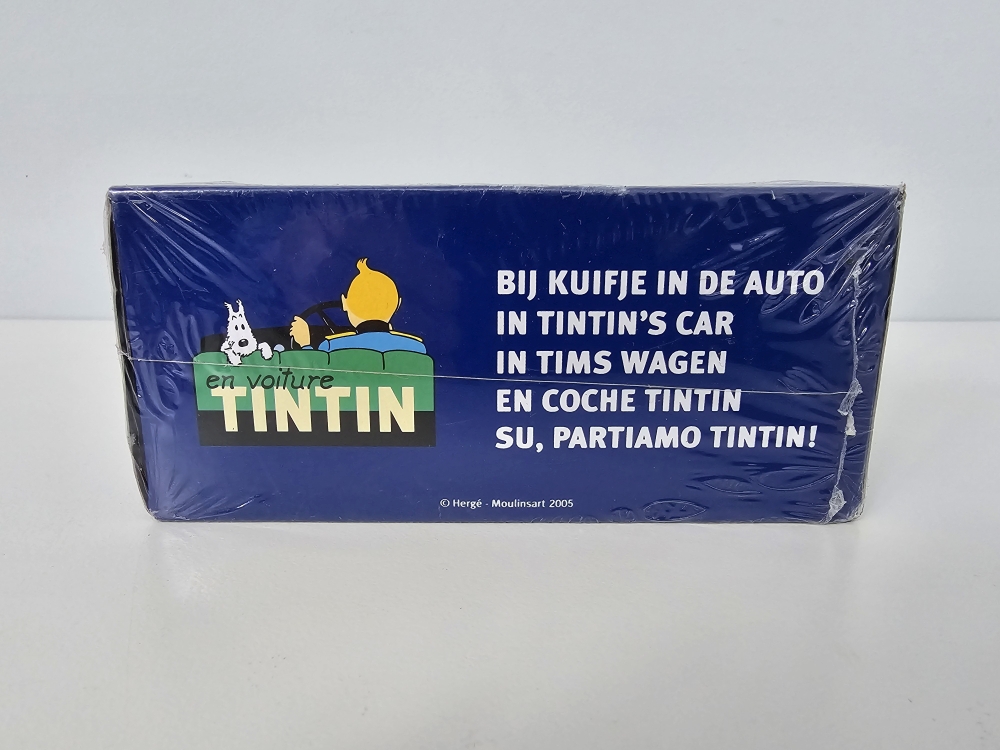 en voiture
TINTIN
BIJ KUIFJE IN DE AUTO
IN TINTIN'S CAR
IN TIMS WAGEN
EN COCHE TINTIN
SU, PARTIAMO TINTIN!
© Hergé - Moulinsart 2005